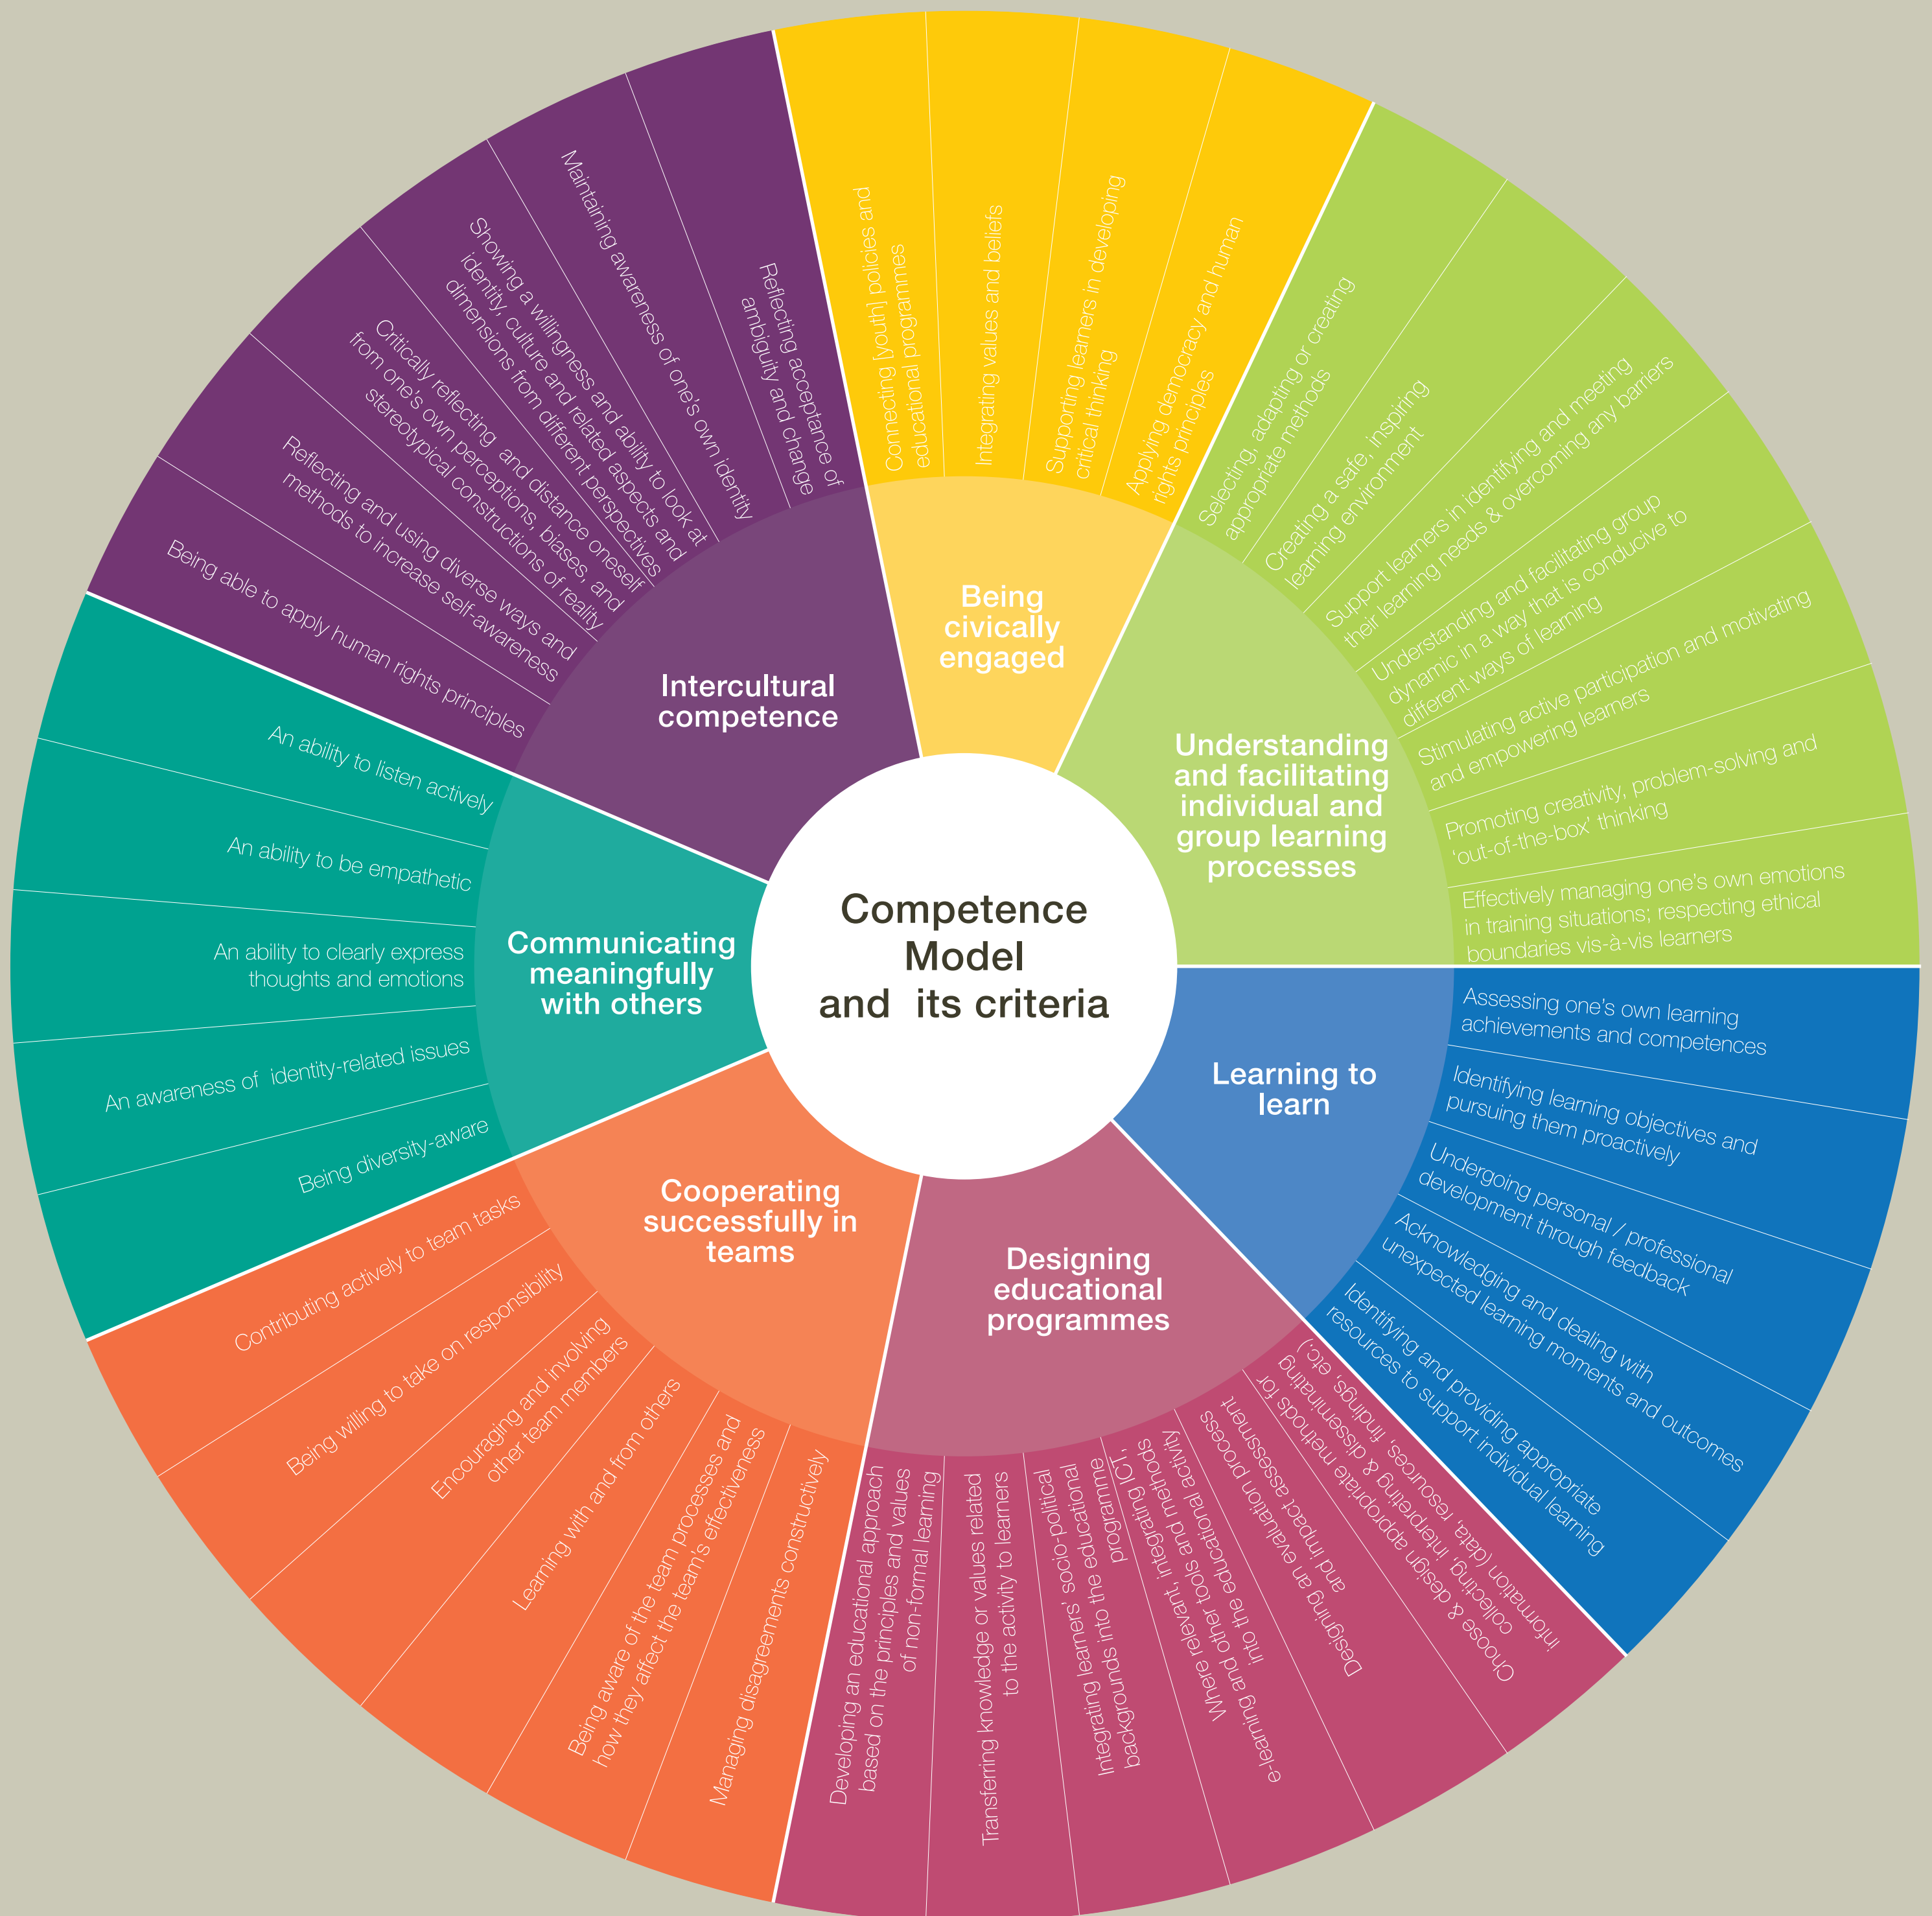 Competence
Model
and its criteria
Being
civically
engaged
Connecting [youth] policies and
educational programmes
Integrating values and beliefs
Supporting learners in developing
critical thinking
Applying democracy and human
rights principles
Understanding
and facilitating
individual and
group learning
processes
Selecting, adapting or creating
appropriate methods
Creating a safe, inspiring
learning environment
Support learners in identifying and meeting
their learning needs & overcoming any barriers
Understanding and facilitating group
dynamic in a way that is conducive to
different ways of learning
Stimulating active participation and motivating
and empowering learners
Promoting creativity, problem-solving and
‘out-of-the-box’ thinking
Effectively managing one’s own emotions
in training situations; respecting ethical
boundaries vis-à-vis learners
Learning to
learn
Assessing one’s own learning
achievements and competences
Identifying learning objectives and
pursuing them proactively
Undergoing personal / professional
development through feedback
Acknowledging and dealing with
unexpected learning moments and outcomes
Identifying and providing appropriate
resources to support individual learning
Designing
educational
programmes
Choose & design appropriate methods for
collecting, interpreting & disseminating
information (data, resources, findings, etc.)
Designing an evaluation process
and impact assessment
Where relevant, integrating ICT,
e-learning and other tools and methods
into the educational activity
Integrating learners’ socio-political
backgrounds into the educational
programme
Transferring knowledge or values related
to the activity to learners
Developing an educational approach
based on the principles and values
of non-formal learning
Cooperating
successfully in
teams
Managing disagreements constructively
Being aware of the team processes and
how they affect the team’s effectiveness
Learning with and from others
Encouraging and involving
other team members
Being willing to take on responsibility
Contributing actively to team tasks
Communicating
meaningfully
with others
Being diversity-aware
An awareness of identity-related issues
An ability to clearly express
thoughts and emotions
An ability to be empathetic
An ability to listen actively
Intercultural
competence
Being able to apply human rights principles
Reflecting and using diverse ways and
methods to increase self-awareness
Critically reflecting and distance oneself
from one’s own perceptions, biases, and
stereotypical constructions of reality
Showing a willingness and ability to look at
identity, culture and related aspects and
dimensions from different perspectives
Maintaining awareness of one’s own identity
Reflecting acceptance of
ambiguity and change